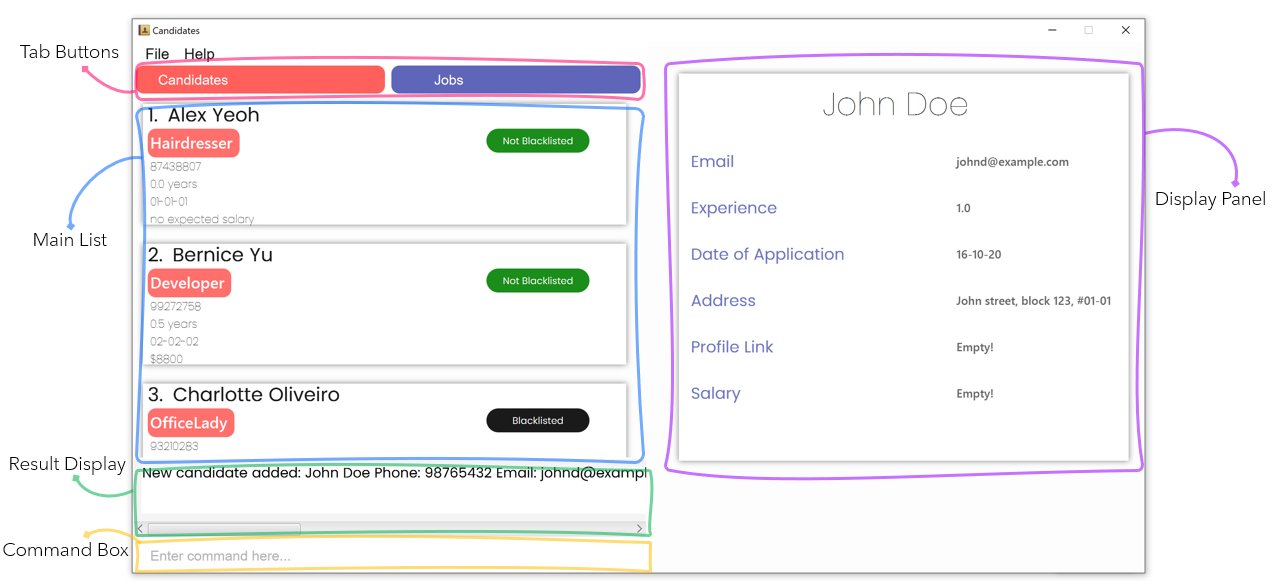 Candidates
File Help
Tab Buttons
Candidates Jobs
1. Alex Yeoh
Hairdresser
Not Blacklisted
87438807
0.0 years
01-01-01
no expected salary
Main List
2. Bernice Yu
Developer
Not Blacklisted
99272758
0.5 years
02-02-02
$8800
3. Charlotte Oliveiro
OfficeLady
Blacklisted
93210283
Result Display
New candidate added: John Doe Phone: 98765432 Email: johnd@exampl
Command Box
Enter command here...
John Doe
Email johnd@example.com
Experience 1.0
Date of Application 16-10-20
Address John street, block 123, #01-01
Profile Link Empty!
Salary Empty!
Display Panel